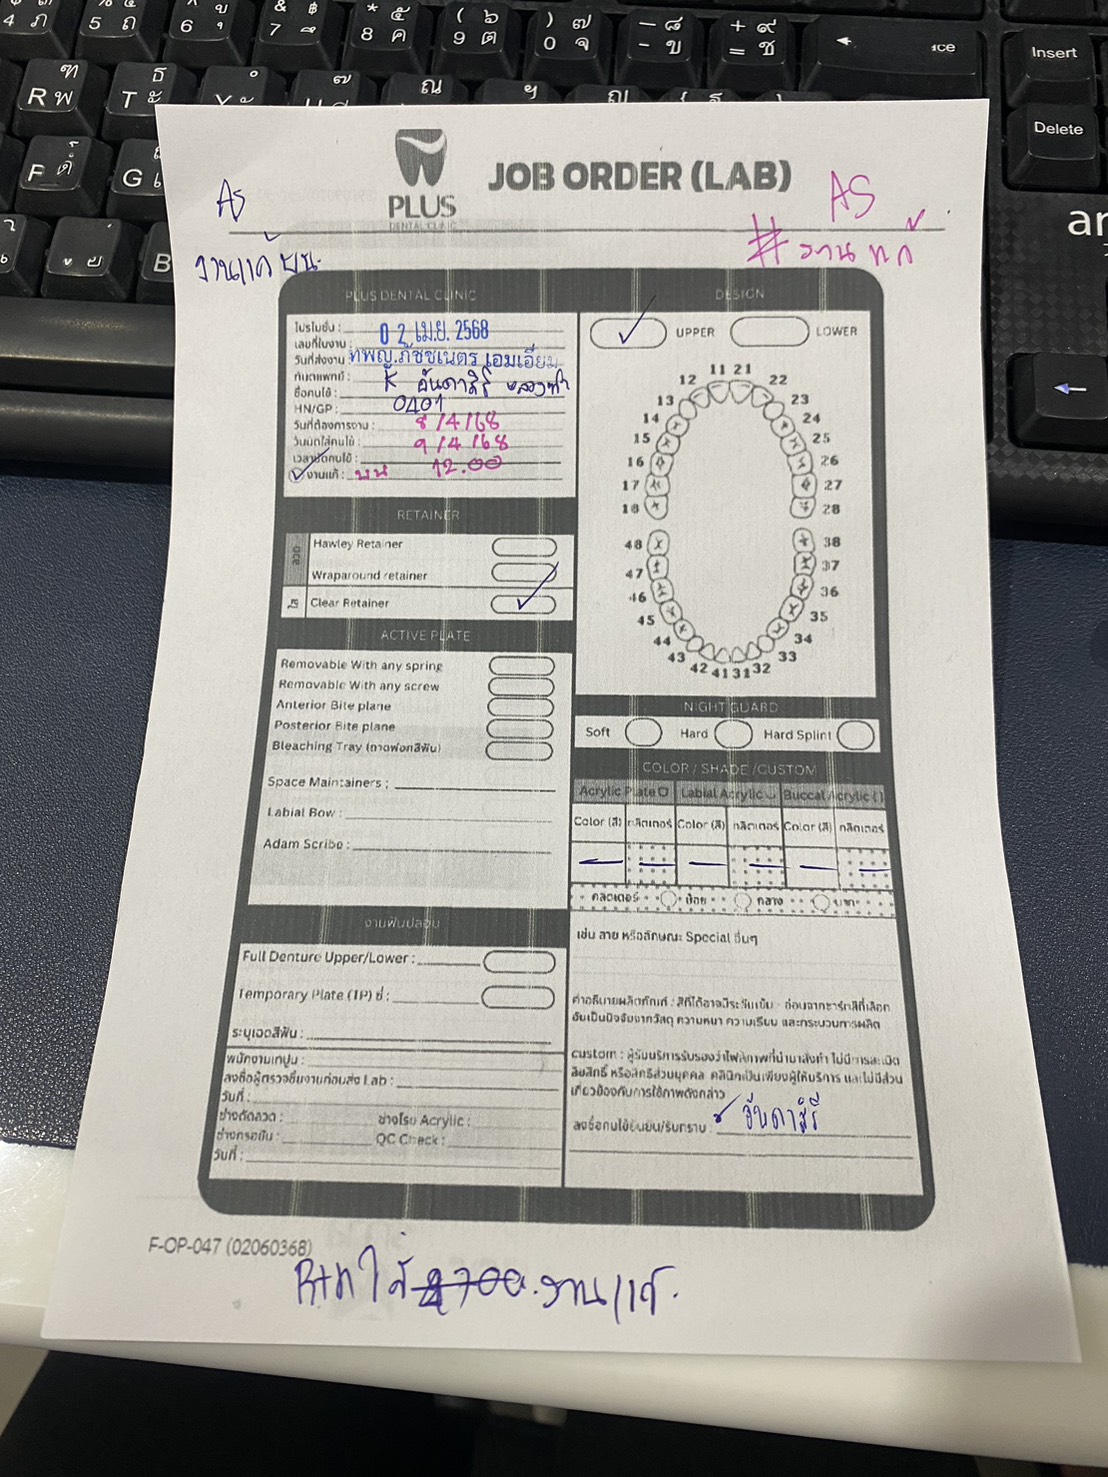 JOB ORDER (LAB)
PLUS
DENTAL CLINIC
AS
AS
งานแก้ บน.
# งาน
PLUS DENTAL CLINIC
โปรโมชั่น :
เลขที่ใบงาน : 02 เม.ย. 2568
วันที่ส่งงาน ทพญ.ภัชชเนตร เอมเอี่ยม
ทันตแพทย์ :
ชื่อคนไข้ : K จันดาสิริ
HN/GP : 0401
วันที่ต้องการงาน : 8/4/68
วันนัดใส่คนไข้ : 9/4/68
เวลานัดคนไข้ : 12.00
งานแก้ : บน
DESIGN
UPPER
LOWER
11 21
12 22
13 23
14 24
15 25
16 26
17 27
18 28
48 38
47 37
46 36
45 35
44 34
43 33
42 41 31 32
RETAINER
Hawley Retainer
Wraparound retainer
Clear Retainer
ACTIVE PLATE
Removable With any spring
Removable With any screw
Anterior Bite plane
Posterior Bite plane
Bleaching Tray (ถาดฟอกสีฟัน)
Space Maintainers :
Labial Bow :
Adam Scribe :
NIGHT GUARD
Soft Hard Hard Splint
COLOR / SHADE /CUSTOM
Acrylic Plate Labial Acrylic Buccal Acrylic ()
Color (สี) กลิตเตอร์ Color (สี) กลิตเตอร์ Color (สี) กลิตเตอร์
กลิตเตอร์ น้อย กลาง มาก
เช่น ลาย หรือลักษณะ Special อื่นๆ
คำอธิบายผลิตภัณฑ์ : สีที่ได้อาจมีระดับเข้ม - อ่อนจากชาร์ทสีที่เลือก
อันเป็นปัจจัยจากวัสดุ ความหนา ความเรียบ และกระบวนการผลิต
custom : ผู้รับบริการรับรองว่าไฟล์ภาพที่นำมาสั่งทำ ไม่มีการละเมิด
ลิขสิทธิ์ หรือสิทธิส่วนบุคคล คลินิกเป็นเพียงผู้ให้บริการ และไม่มีส่วน
เกี่ยวข้องกับการใช้ภาพดังกล่าว
ลงชื่อคนไข้ยืนยัน/รับทราบ : จันดาสิริ
งานฟันปลอม
Full Denture Upper/Lower :
Temporary Plate (TP) ซี่ :
ระบุเฉดสีฟัน :
พนักงานเทปูน :
ลงชื่อผู้ตรวจชิ้นงานก่อนส่ง Lab :
วันที่ :
ช่างดัดลวด : ช่างโรย Acrylic :
ช่างกรอขัด : QC Check :
วันที่ :
F-OP-047 (02060368)
งานแก้.